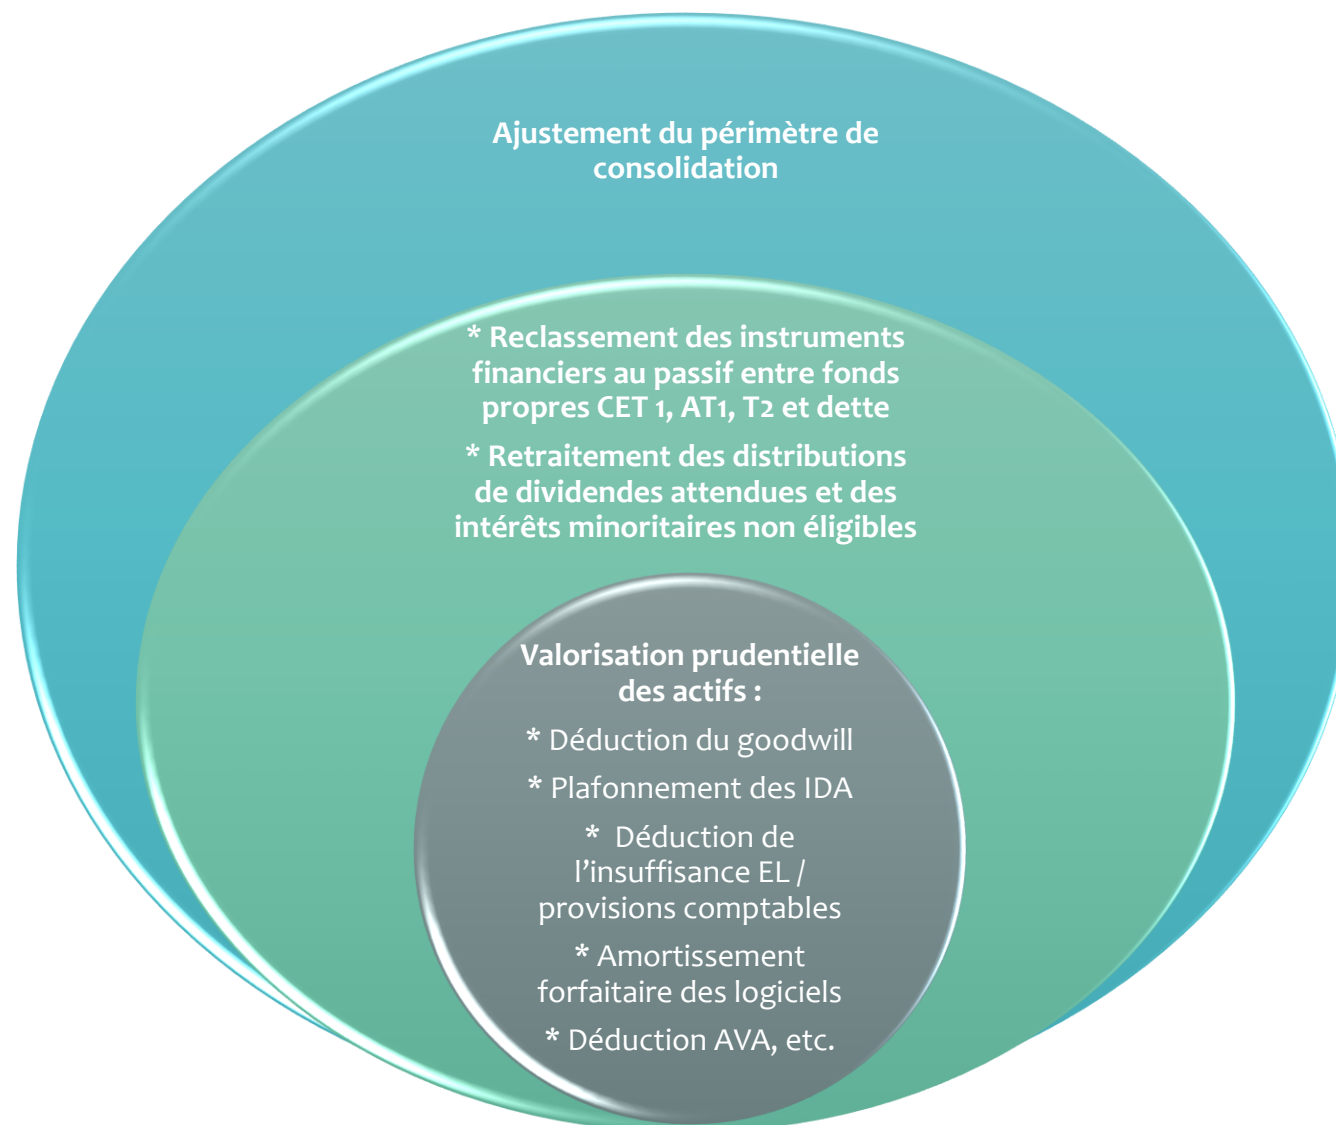 Ajustement du périmètre de
consolidation
* Reclassement des instruments
financiers au passif entre fonds
propres CET 1, AT1, T2 et dette
* Retraitement des distributions
de dividendes attendues et des
intérêts minoritaires non éligibles
Valorisation prudentielle
des actifs :
* Déduction du goodwill
* Plafonnement des IDA
* Déduction de
l’insuffisance EL /
provisions comptables
* Amortissement
forfaitaire des logiciels
* Déduction AVA, etc.